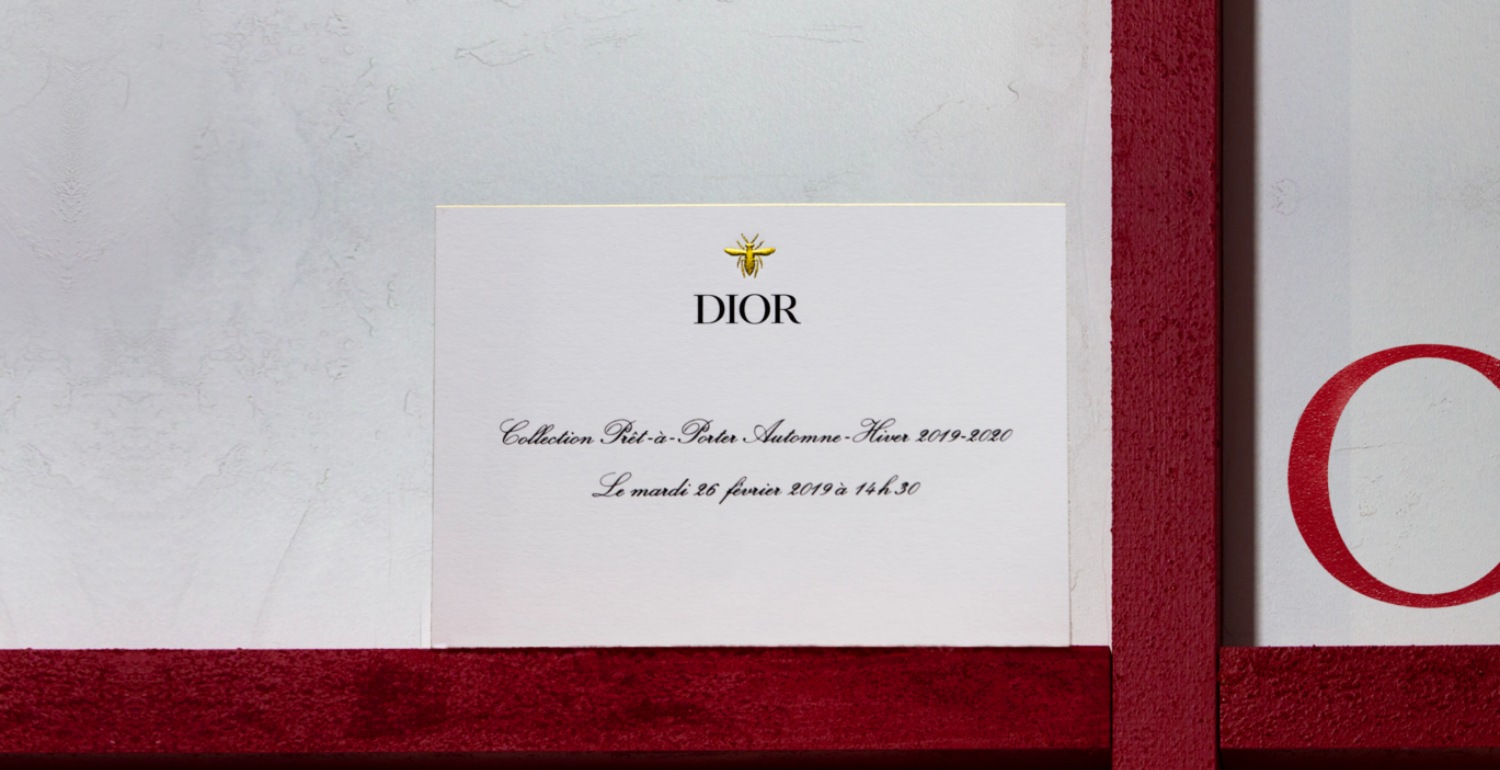 DIOR
Collection Prêt-à-Porter Automne-Hiver 2019-2020
Le mardi 26 février 2019 à 14h30